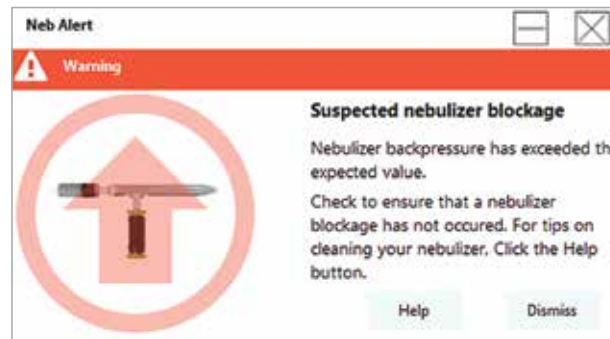 Neb Alert
Warning
Suspected nebulizer blockage
Nebulizer backpressure has exceeded th
expected value.
Check to ensure that a nebulizer
blockage has not occured. For tips on
cleaning your nebulizer, Click the Help
button.
Help Dismiss